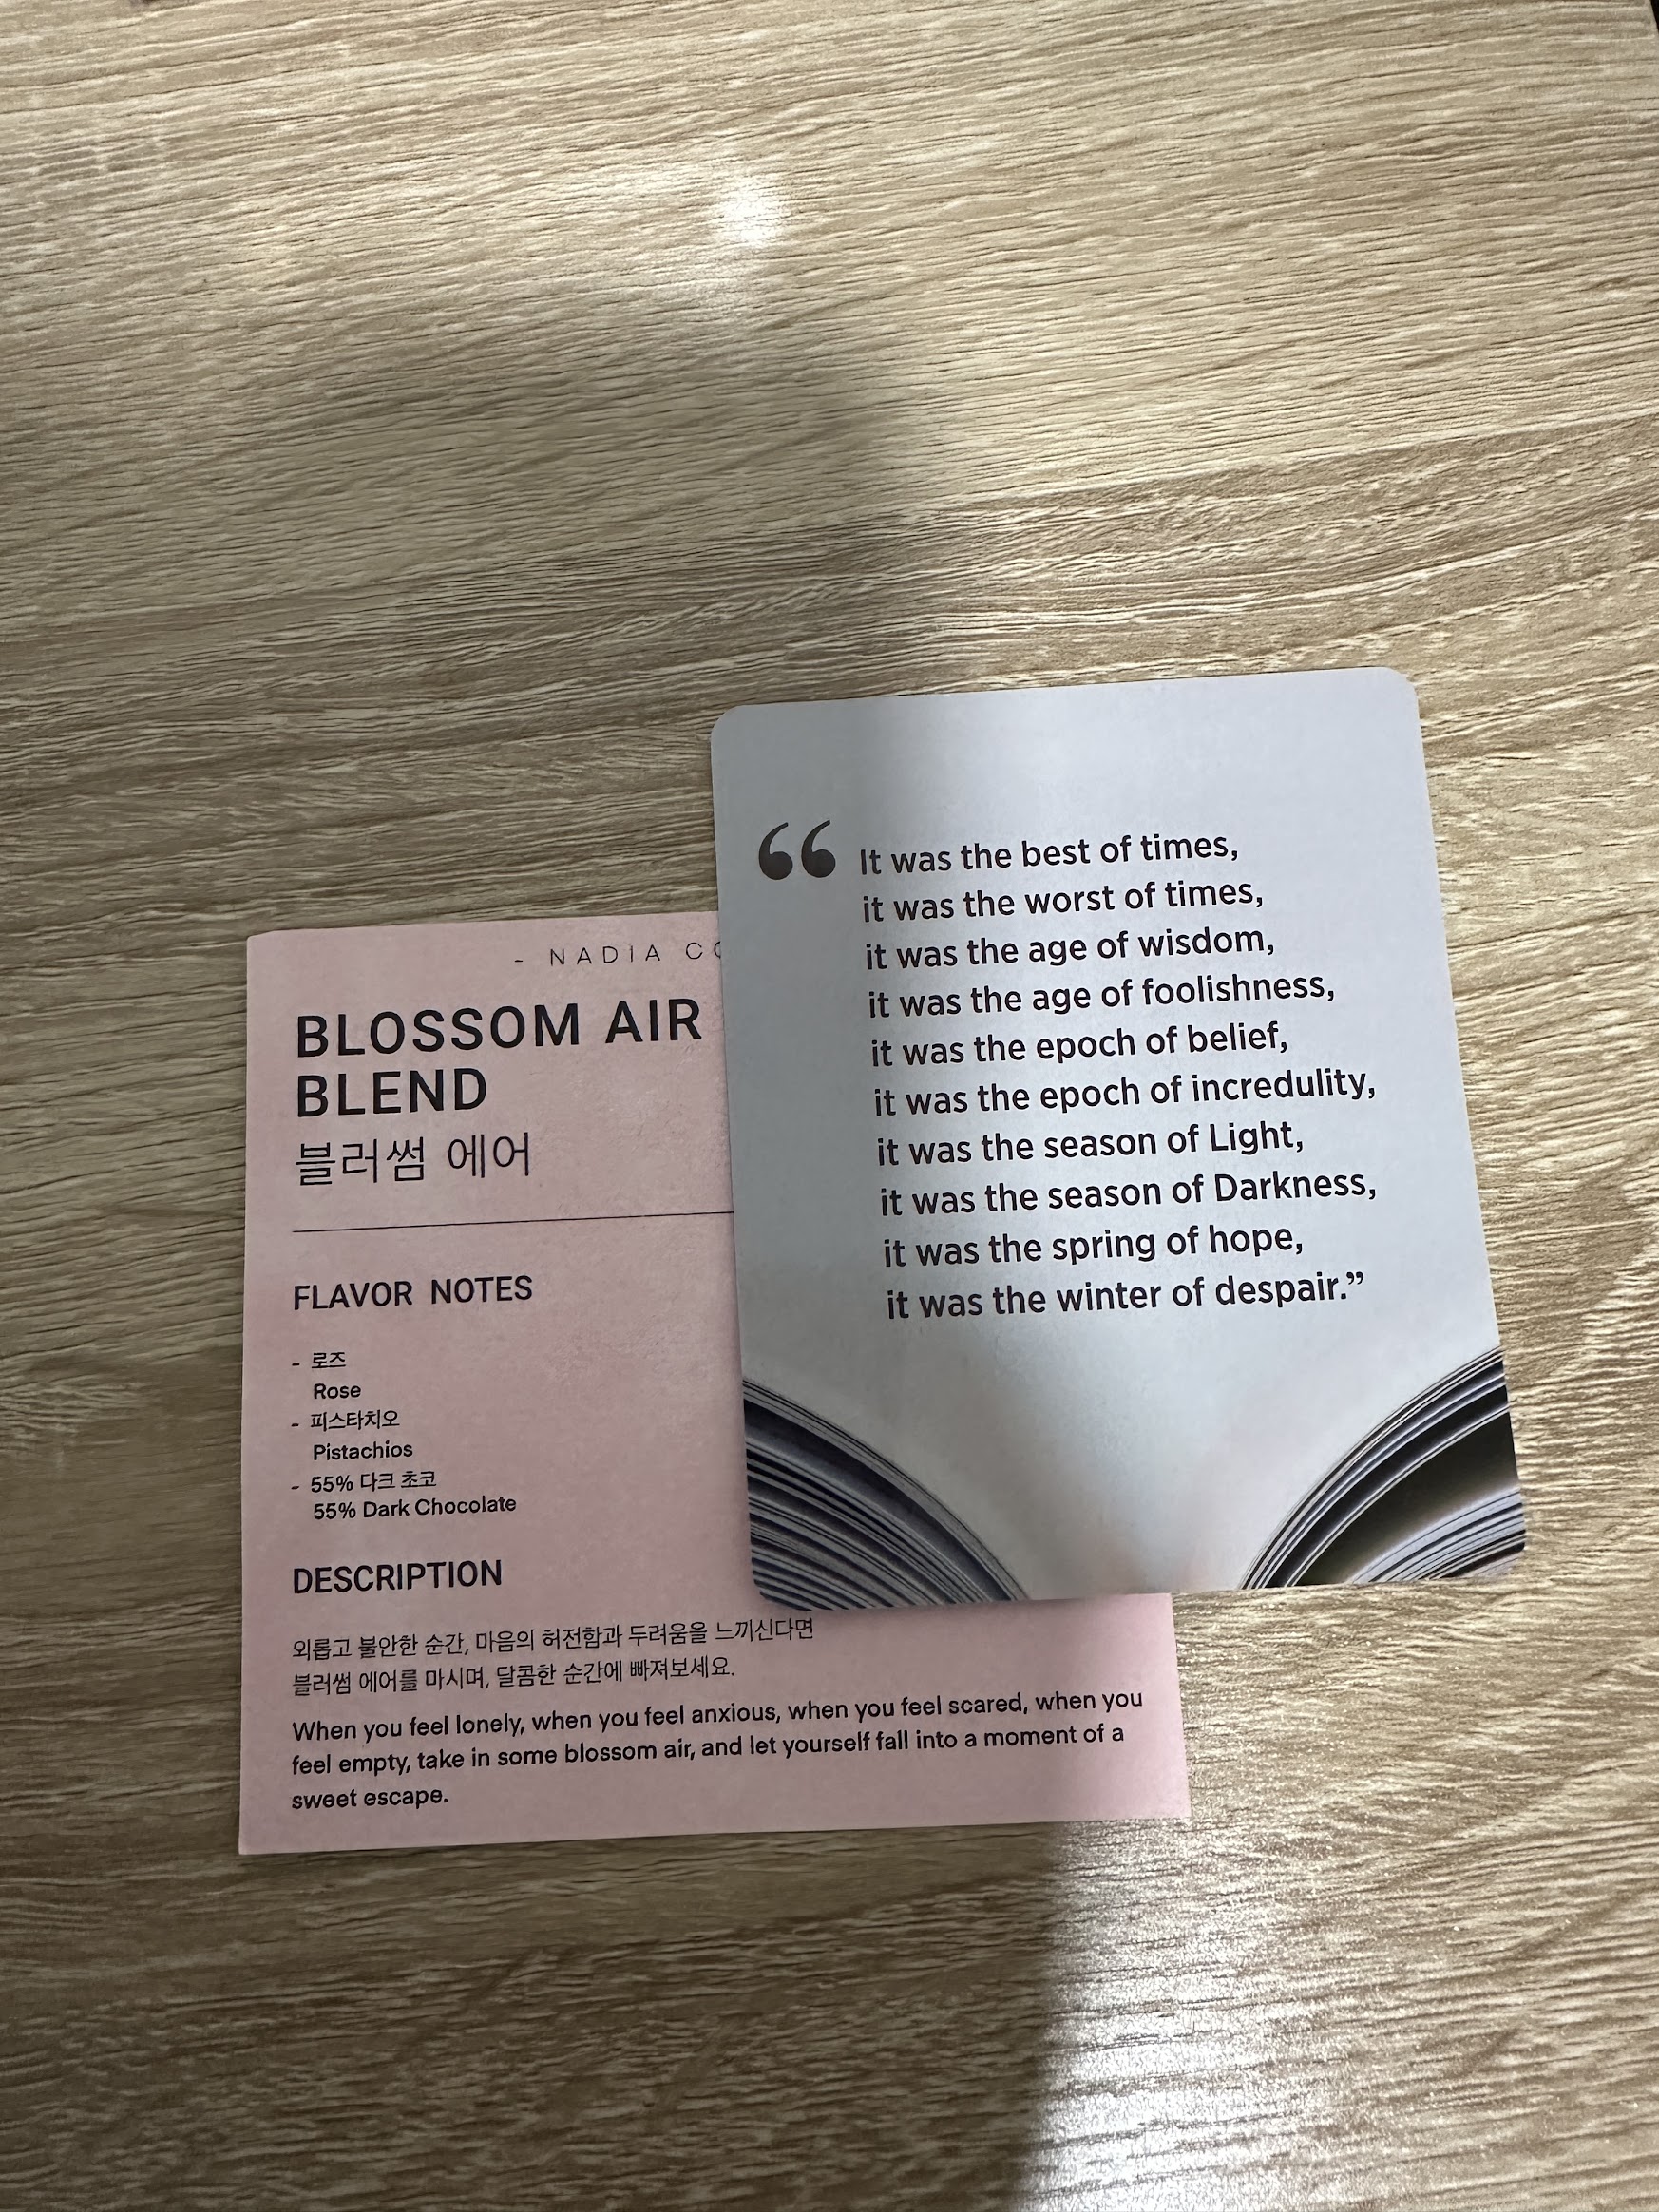 - NADIA
BLOSSOM AIR
BLEND
블러썸 에어
FLAVOR NOTES
- 로즈
Rose
- 피스타치오
Pistachios
- 55% 다크 초코
55% Dark Chocolate
DESCRIPTION
외롭고 불안한 순간, 마음의 허전함과 두려움을 느끼신다면
블러썸 에어를 마시며, 달콤한 순간에 빠져보세요.
When you feel lonely, when you feel anxious, when you feel scared, when you
feel empty, take in some blossom air, and let yourself fall into a moment of a
sweet escape.
“It was the best of times,
it was the worst of times,
it was the age of wisdom,
it was the age of foolishness,
it was the epoch of belief,
it was the epoch of incredulity,
it was the season of Light,
it was the season of Darkness,
it was the spring of hope,
it was the winter of despair.”